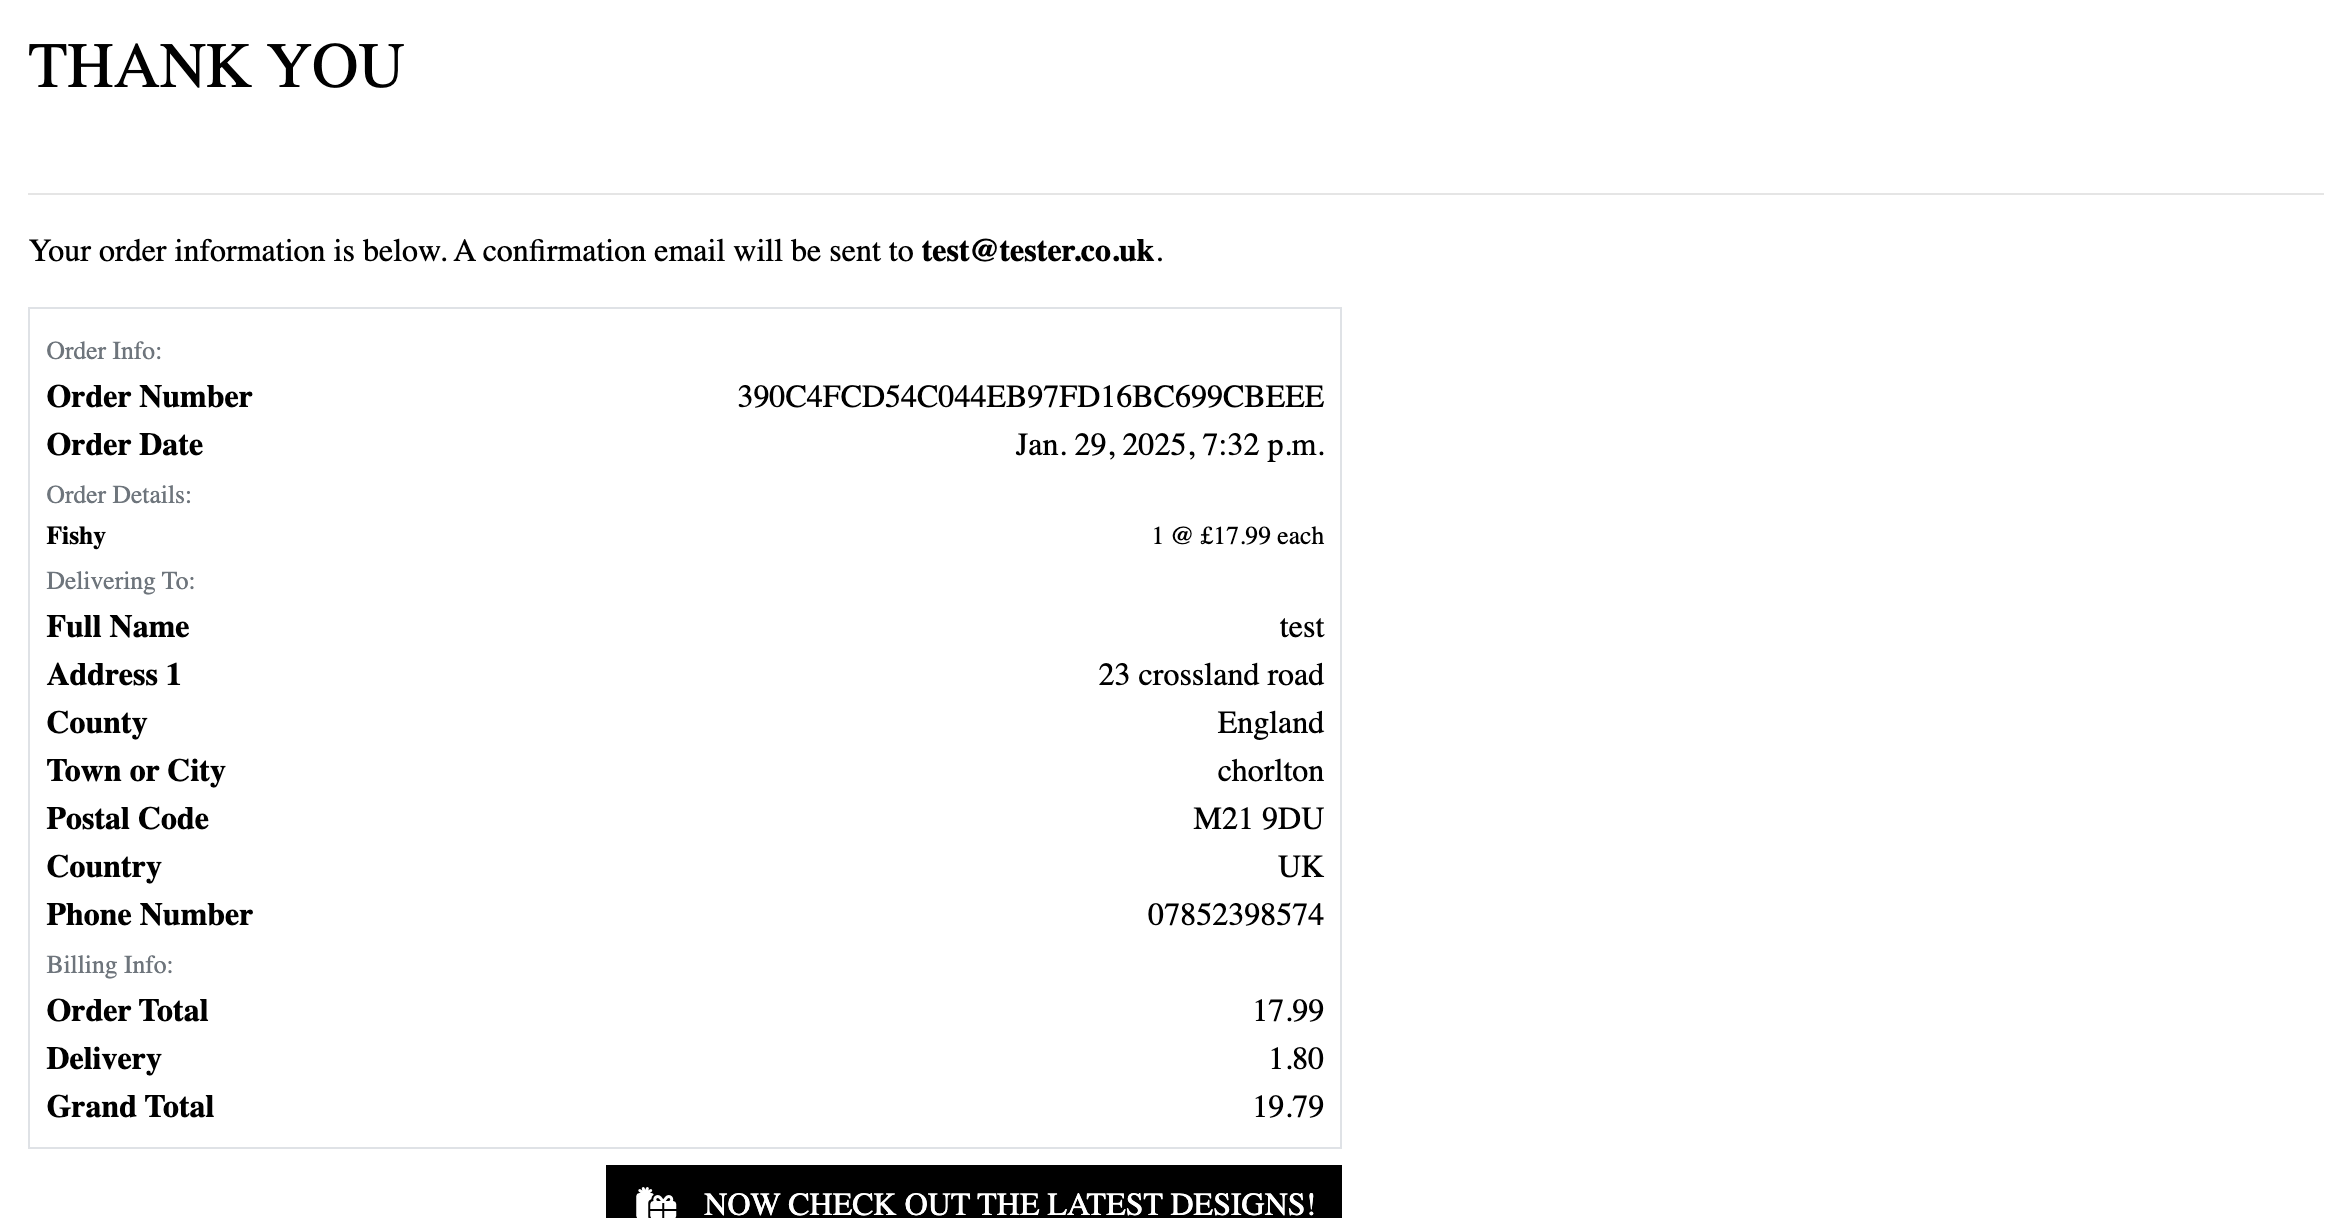 THANK YOU
Your order information is below. A confirmation email will be sent to test@tester.co.uk.
Order Info:
Order Number 390C4FCD54C044EB97FD16BC699CBEEE
Order Date Jan. 29, 2025, 7:32 p.m.
Order Details:
Fishy 1 @ £17.99 each
Delivering To:
Full Name test
Address 1 23 crossland road
County England
Town or City chorlton
Postal Code M21 9DU
Country UK
Phone Number 07852398574
Billing Info:
Order Total 17.99
Delivery 1.80
Grand Total 19.79
NOW CHECK OUT THE LATEST DESIGNS!